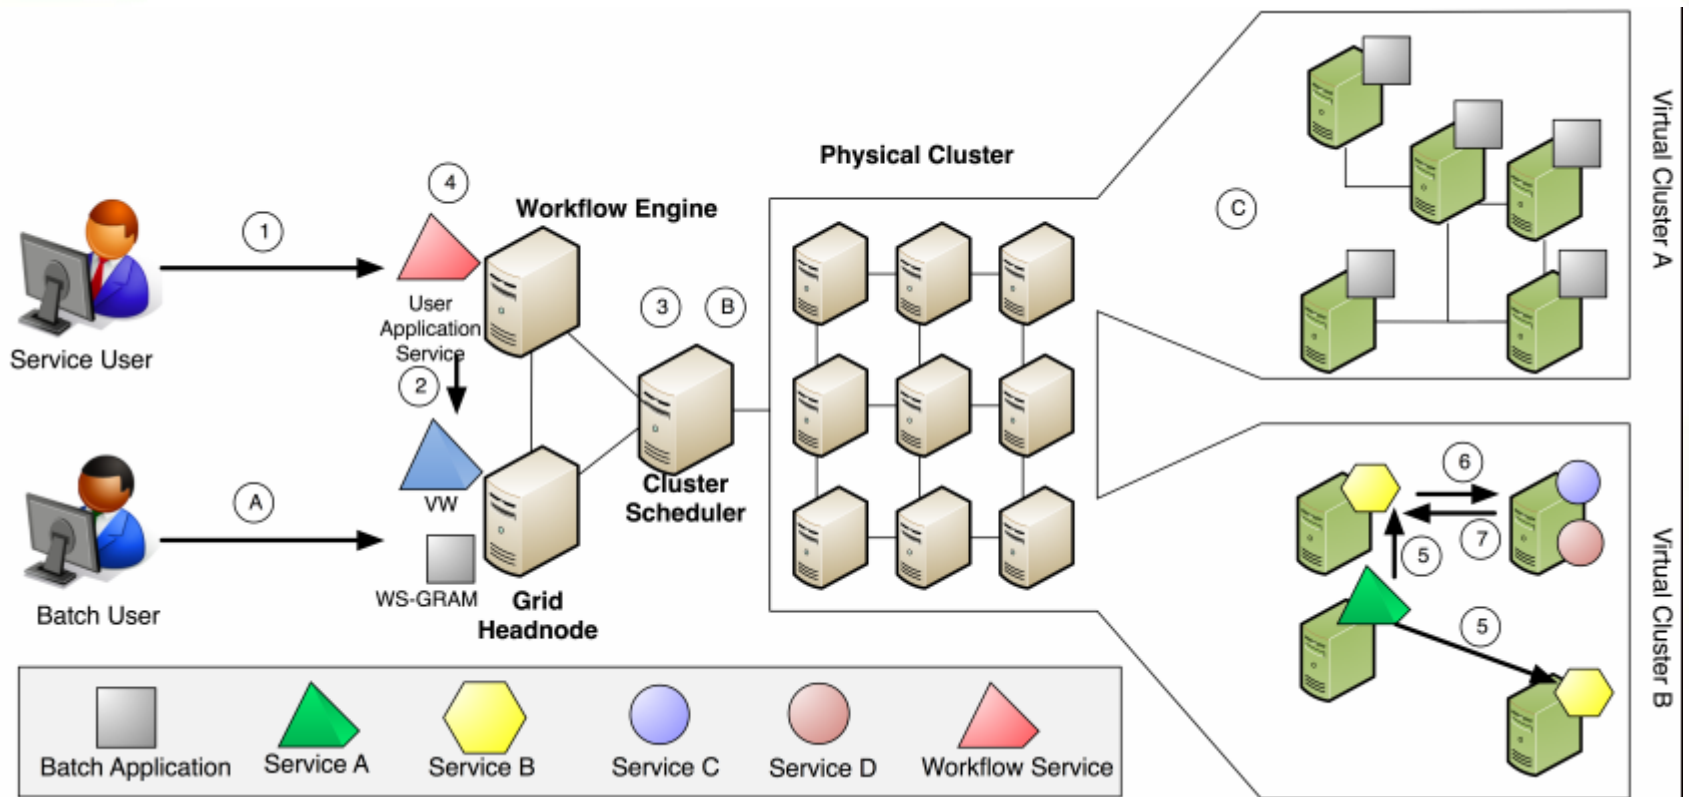 Physical Cluster
Workflow Engine
4
1
User
Application
Service
3
B
Service User
2
VW
A
Cluster
Scheduler
WS-GRAM
Batch User
Grid
Headnode
C
Virtual Cluster A
6
7
5
5
Virtual Cluster B
Batch Application
Service A
Service B
Service C
Service D
Workflow Service